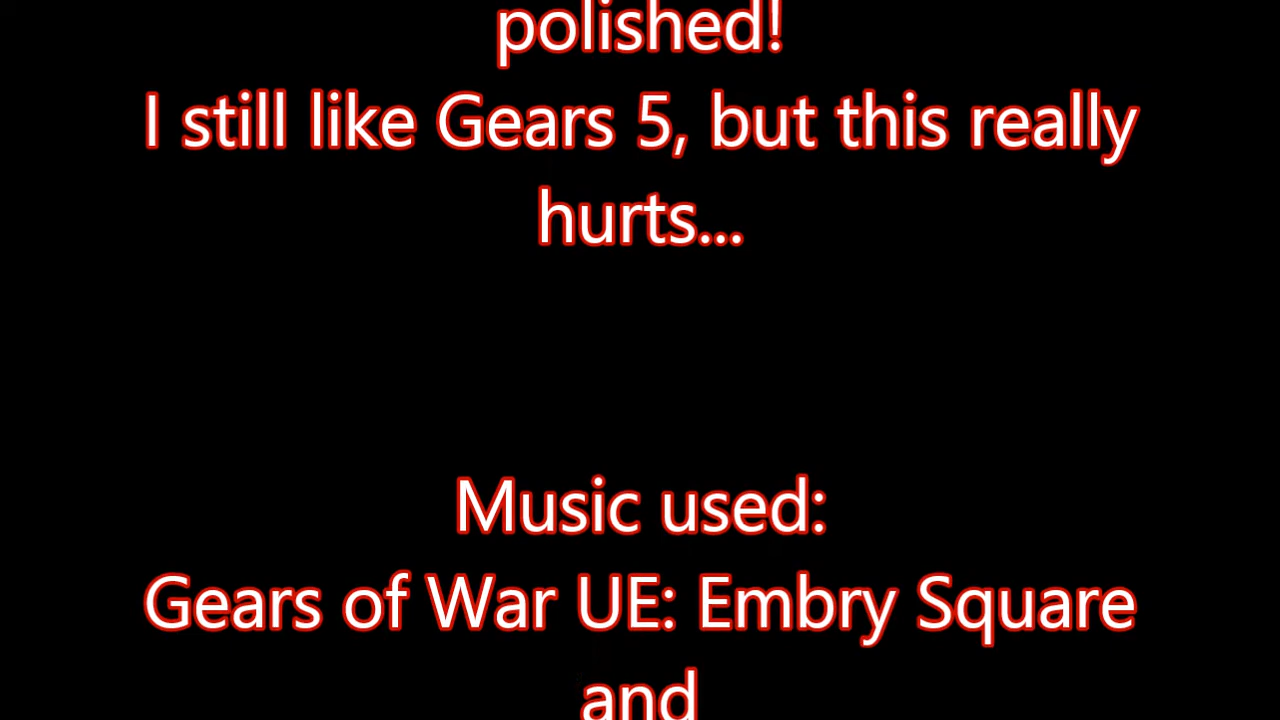 polished!
I still like Gears 5, but this really
hurts...
Music used:
Gears of War UE: Embry Square
and